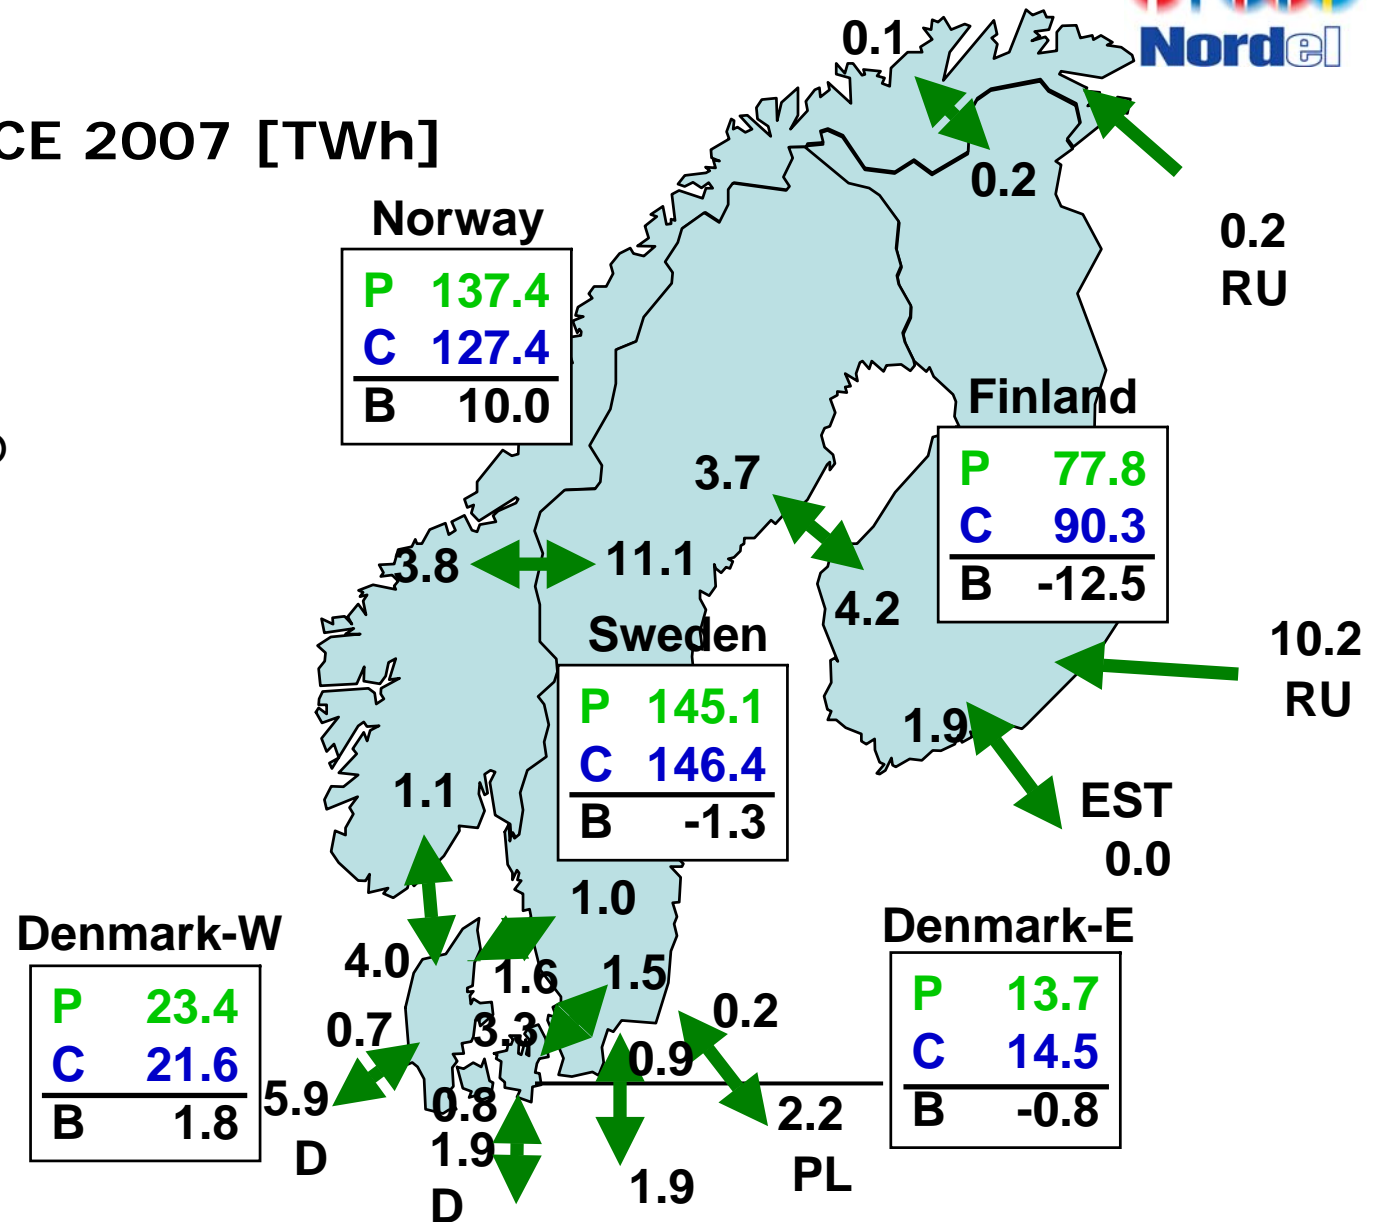 0.1
Nordel
CE 2007 [TWh]
0.2
Norway
0.2
RU
P 137.4
C 127.4
B 10.0
Finland
P 77.8
C 90.3
B -12.5
3.7
3.8
11.1
4.2
Sweden
10.2
RU
P 145.1
C 146.4
B -1.3
1.9
1.1
EST
0.0
1.0
Denmark-W
Denmark-E
4.0
1.6
1.5
P 23.4
C 21.6
B 1.8
0.7
3.3
0.2
P 13.7
C 14.5
B -0.8
0.9
5.9
D
0.8
1.9
D
2.2
PL
1.9